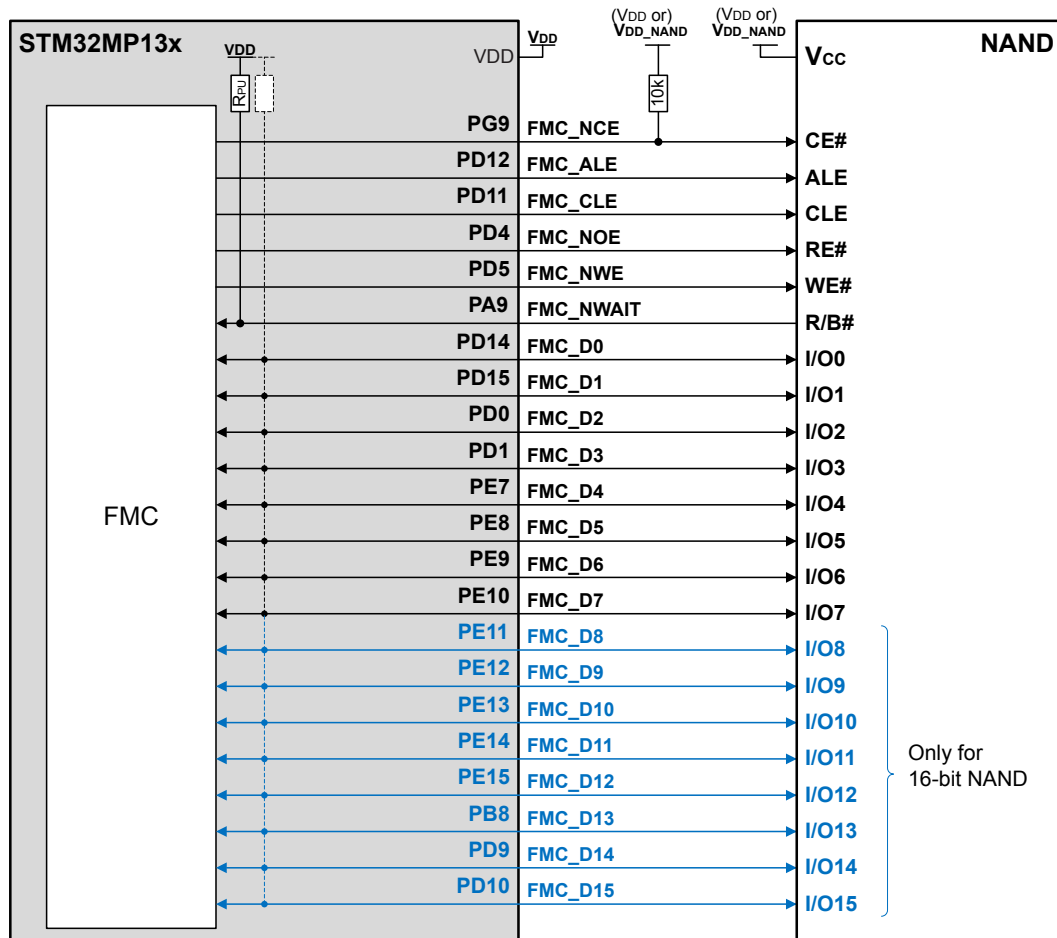 STM32MP13x
VDD
VDD
VDD
(VDD or)
VDD_NAND
(VDD or)
VDD_NAND
NAND
VCC
RPU
10k
PG9 FMC_NCE CE#
PD12 FMC_ALE ALE
PD11 FMC_CLE CLE
PD4 FMC_NOE RE#
PD5 FMC_NWE WE#
PA9 FMC_NWAIT R/B#
PD14 FMC_D0 I/O0
PD15 FMC_D1 I/O1
PD0 FMC_D2 I/O2
PD1 FMC_D3 I/O3
PE7 FMC_D4 I/O4
PE8 FMC_D5 I/O5
PE9 FMC_D6 I/O6
PE10 FMC_D7 I/O7
PE11 FMC_D8 I/O8
PE12 FMC_D9 I/O9
PE13 FMC_D10 I/O10
PE14 FMC_D11 I/O11
PE15 FMC_D12 I/O12
PB8 FMC_D13 I/O13
PD9 FMC_D14 I/O14
PD10 FMC_D15 I/O15
FMC
Only for
16-bit NAND